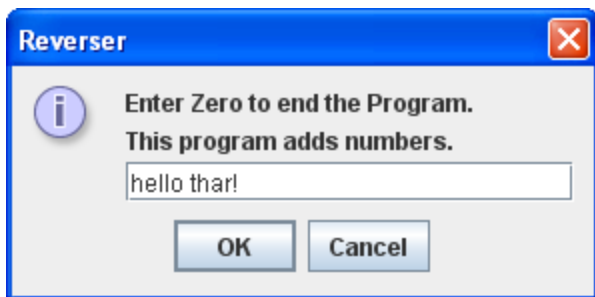 Reverser
Enter Zero to end the Program.
This program adds numbers.
hello thar!
OK Cancel